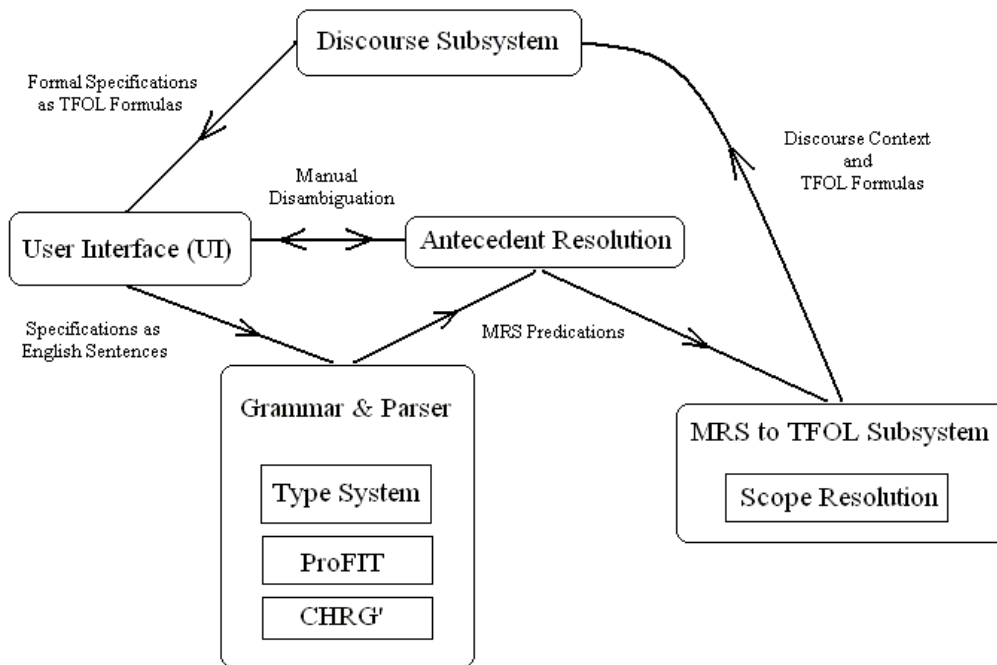 Discourse Subsystem
Formal Specifications
as TFOL Formulas
Discourse Context
and
TFOL Formulas
Manual
Disambiguation
User Interface (UI)
Antecedent Resolution
Specifications as
English Sentences
MRS Predications
Grammar & Parser
Type System
ProFIT
CHRG'
MRS to TFOL Subsystem
Scope Resolution